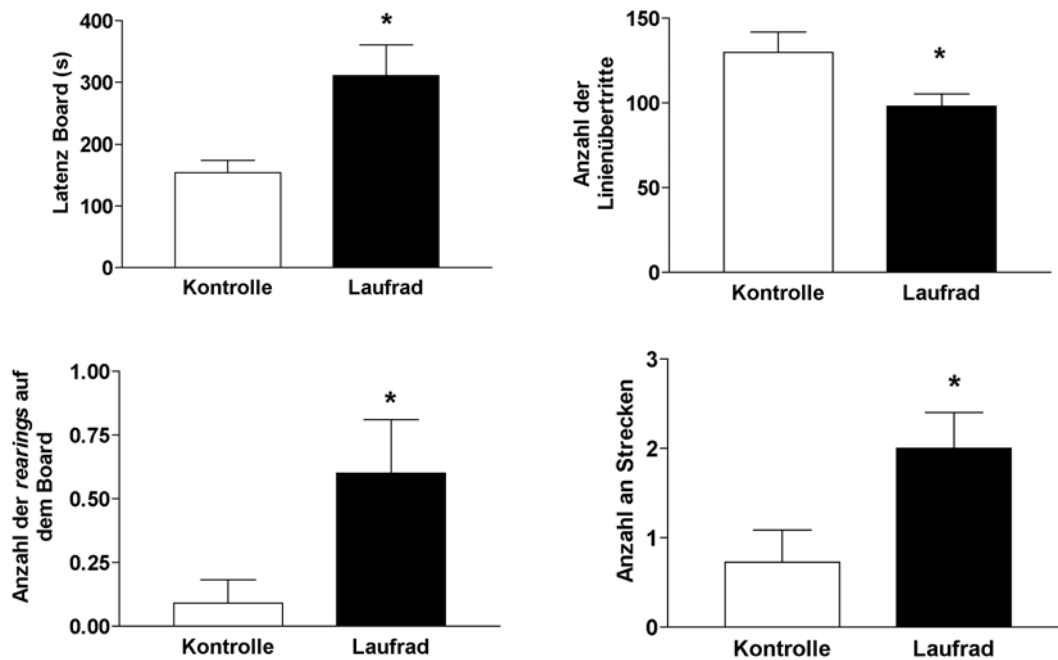 Latenz Board (s)
400
300
200
100
0
*
Kontrolle
Laufrad
Anzahl der
Linienübertritte
150
100
50
0
*
Kontrolle
Laufrad
Anzahl der rearings auf
dem Board
1.00
0.75
0.50
0.25
0.00
*
Kontrolle
Laufrad
Anzahl an Strecken
3
2
1
0
*
Kontrolle
Laufrad